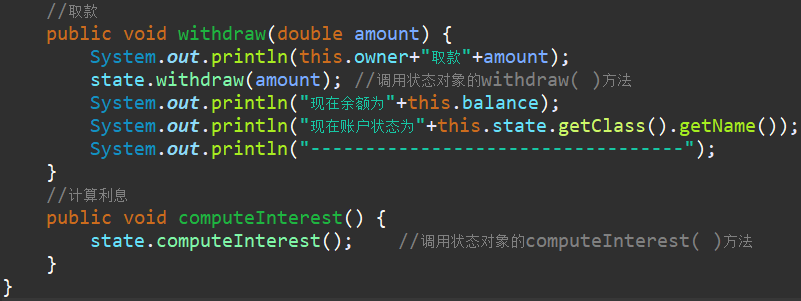 //取款
public void withdraw(double amount) {
System.out.println(this.owner+"取款"+amount);
state.withdraw(amount); //调用状态对象的withdraw( )方法
System.out.println("现在余额为"+this.balance);
System.out.println("现在账户状态为"+this.state.getClass().getName());
System.out.println("----------------------------------");
}
//计算利息
public void computeInterest() {
state.computeInterest(); //调用状态对象的computeInterest( )方法
}
}